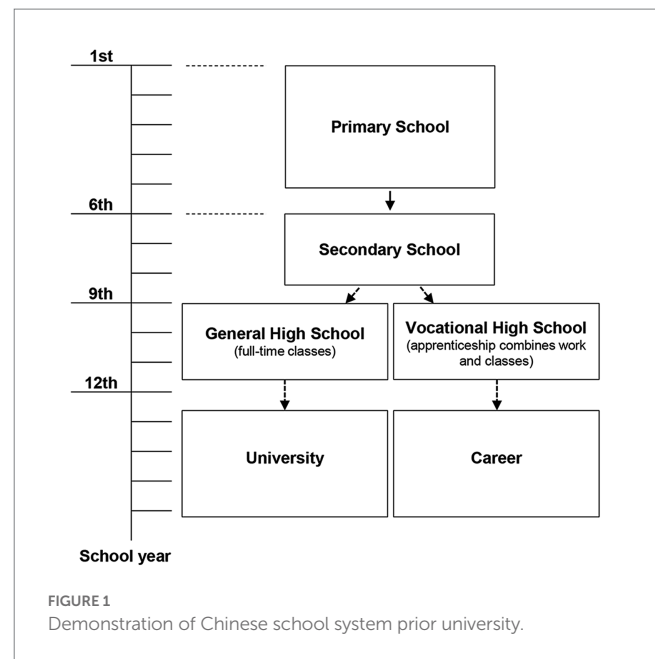 1st
Primary School
6th
Secondary School
9th
General High School
(full-time classes)
Vocational High School
(apprenticeship combines work
and classes)
12th
University
Career
School year
FIGURE 1
Demonstration of Chinese school system prior university.